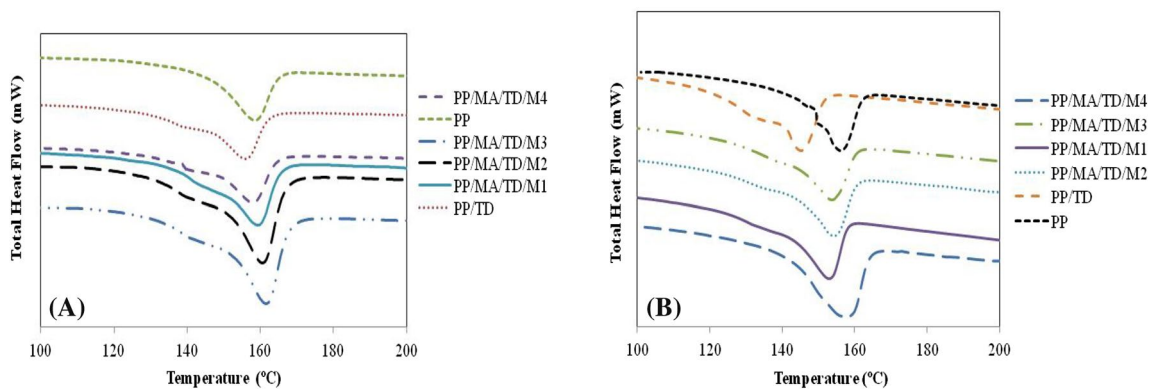 Total Heat Flow (mW)
(A)
100 120 140 160 180 200
Temperature (ºC)
PP/MA/TD/M4
PP
PP/MA/TD/M3
PP/MA/TD/M2
PP/MA/TD/M1
PP/TD
Total Heat Flow (mW)
(B)
100 120 140 160 180 200
Temperature (ºC)
PP/MA/TD/M4
PP/MA/TD/M3
PP/MA/TD/M1
PP/MA/TD/M2
PP/TD
PP